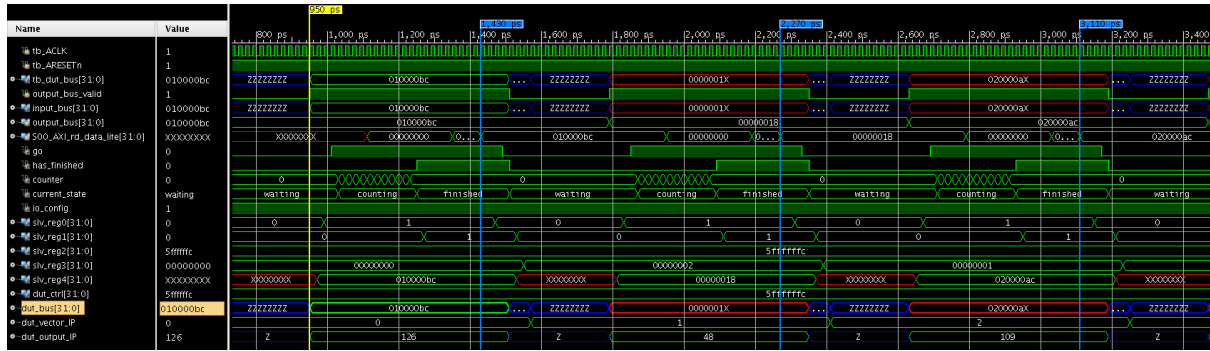 950 ps
1,430 ps 2,270 ps 3,110 ps
Name Value 800 ps 1,000 ps 1,200 ps 1,400 ps 1,600 ps 1,800 ps 2,000 ps 2,200 ps 2,400 ps 2,600 ps 2,800 ps 3,000 ps 3,200 ps 3,400
tb_ACLK 1
tb_ARESETn 1
tb_dut_bus[31:0] 010000bc ZZZZZZZZ 010000bc ... ZZZZZZZZ 0000001X ... ZZZZZZZZ 020000aX ... ZZZZZZZZ
output_bus_valid 1
input_bus[31:0] 010000bc ZZZZZZZZ 010000bc ... ZZZZZZZZ 0000001X ... ZZZZZZZZ 020000aX ... ZZZZZZZZ
output_bus[31:0] 010000bc 010000bc 00000018 020000ac
S00_AXI_rd_data_lite[31:0] XXXXXXXX XXXXXXX 00000000 0... 010000bc 00000000 0... 00000018 00000000 0... 020000ac
go 0
has_finished 0
counter 0 0 0 0 0
current_state waiting waiting counting finished waiting counting finished waiting counting finished waiting
io_config 1
slv_reg0[31:0] 0 0 1 0 1 0 1 0
slv_reg1[31:0] 0 0 1 0 1 0 1
slv_reg2[31:0] 5ffffffc 5ffffffc
slv_reg3[31:0] 00000000 00000000 00000002 00000001
slv_reg4[31:0] XXXXXXXX XXXXXXXX 010000bc XXXXXXXX 00000018 XXXXXXXX 020000ac XXXXXXXX
dut_ctrl[31:0] 5ffffffc 5ffffffc
dut_bus[31:0] 010000bc ZZZZZZZZ 010000bc ... ZZZZZZZZ 0000001X ... ZZZZZZZZ 020000aX ... ZZZZZZZZ
dut_vector_IP 0 0 1 2
dut_output_IP 126 Z 126 Z 48 Z 109 Z